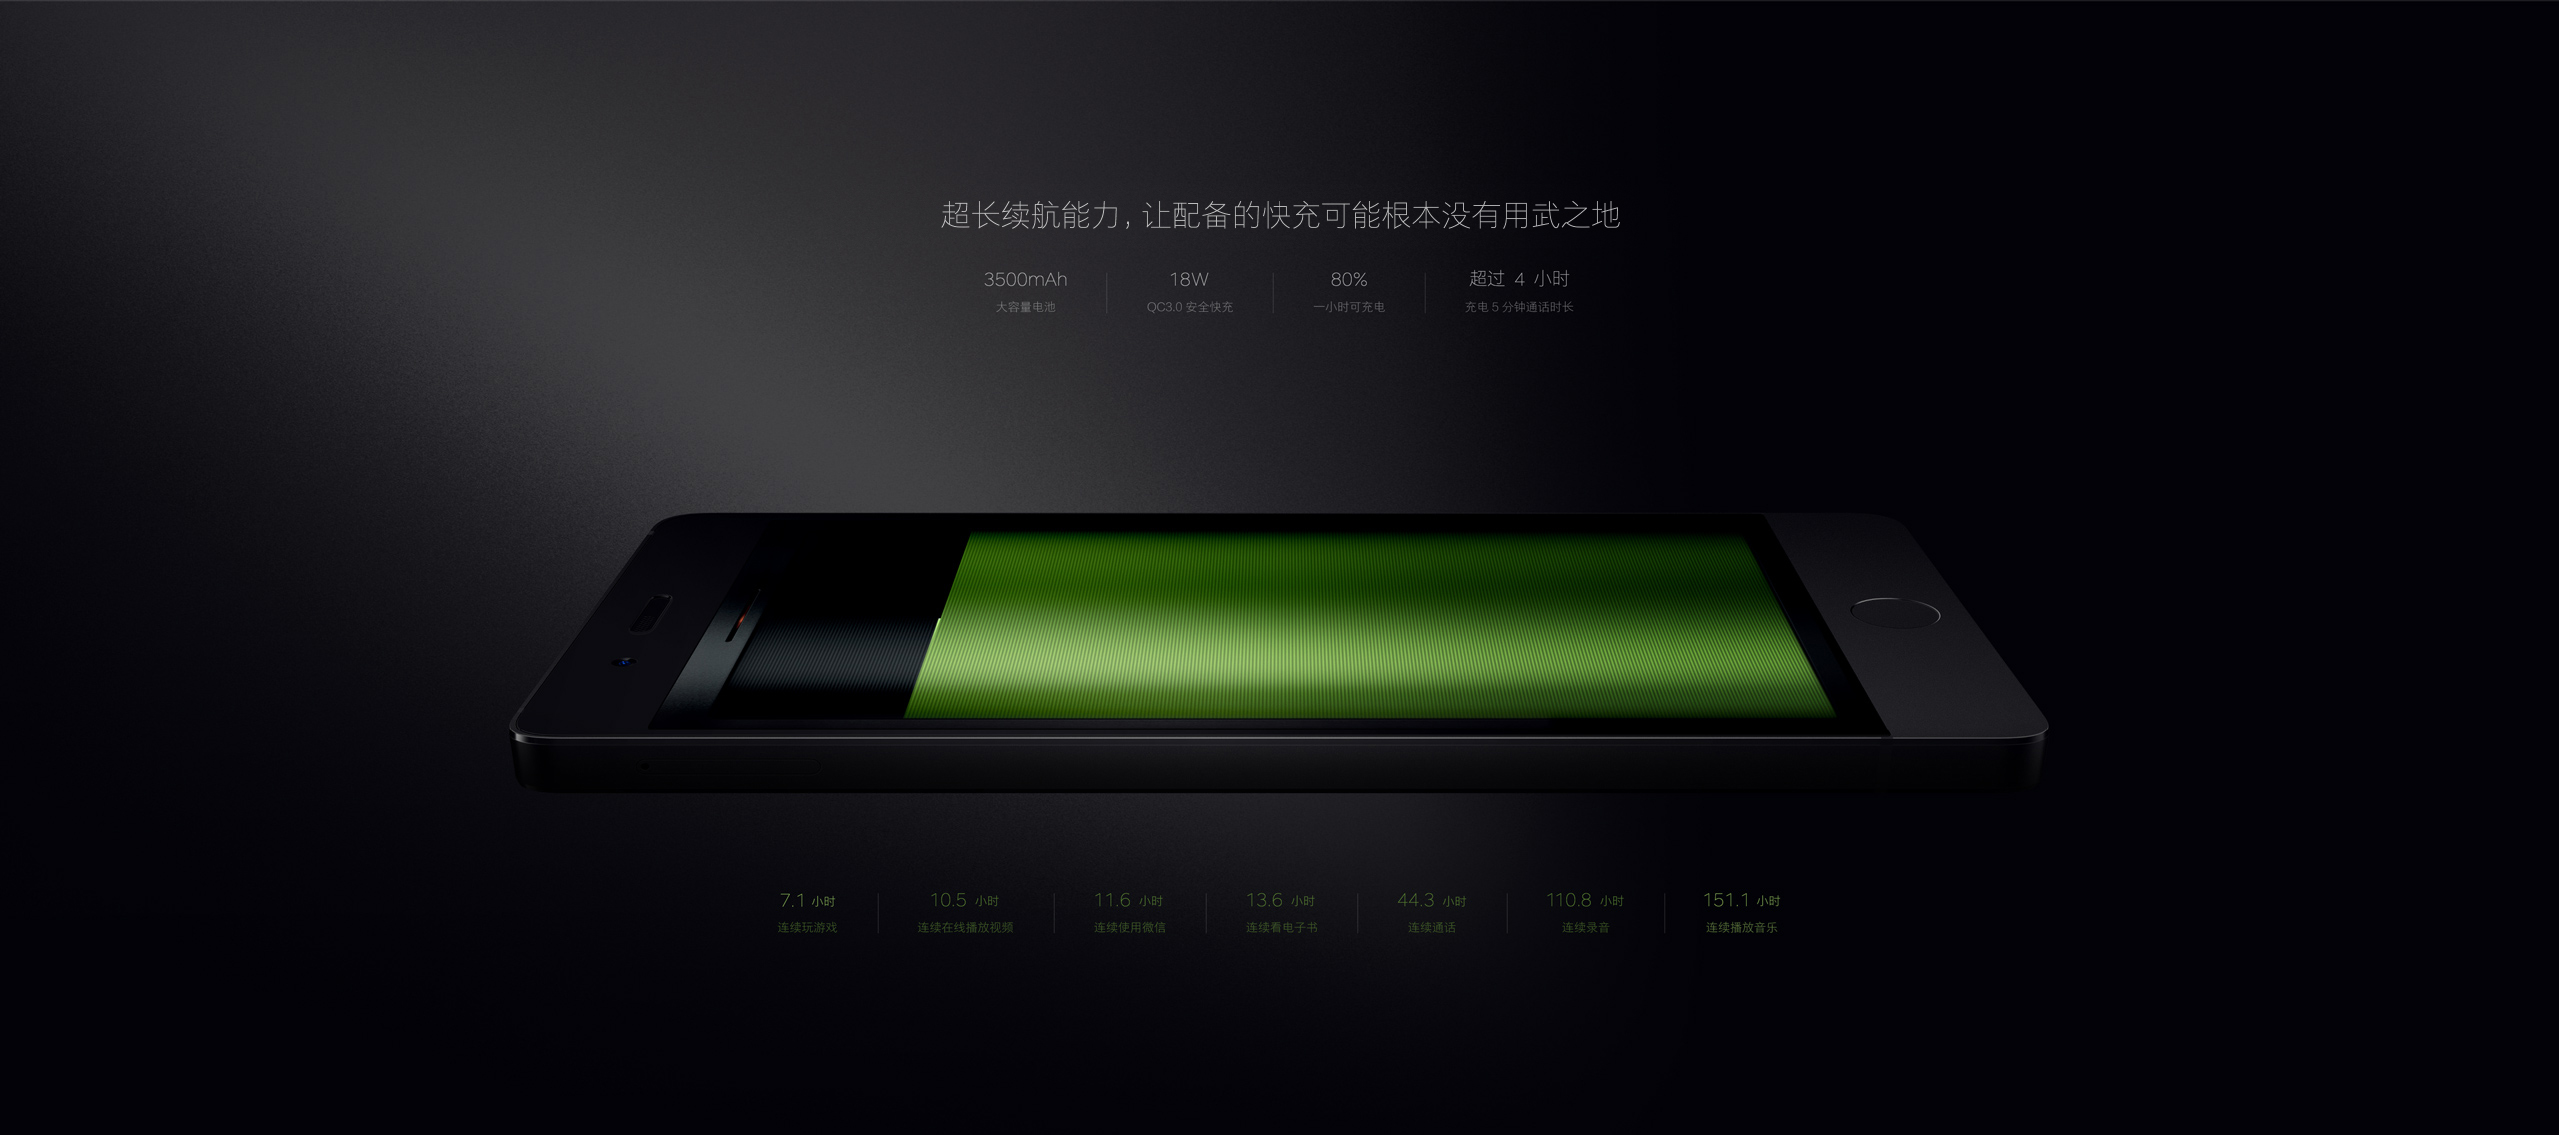 超长续航能力，让配备的快充可能根本没有用武之地
3500mAh
大容量电池
18W
QC3.0 安全快充
80%
一小时可充电
超过 4 小时
充电 5 分钟通话时长
7.1 小时
连续玩游戏
10.5 小时
连续在线播放视频
11.6 小时
连续使用微信
13.6 小时
连续看电子书
44.3 小时
连续通话
110.8 小时
连续录音
151.1 小时
连续播放音乐